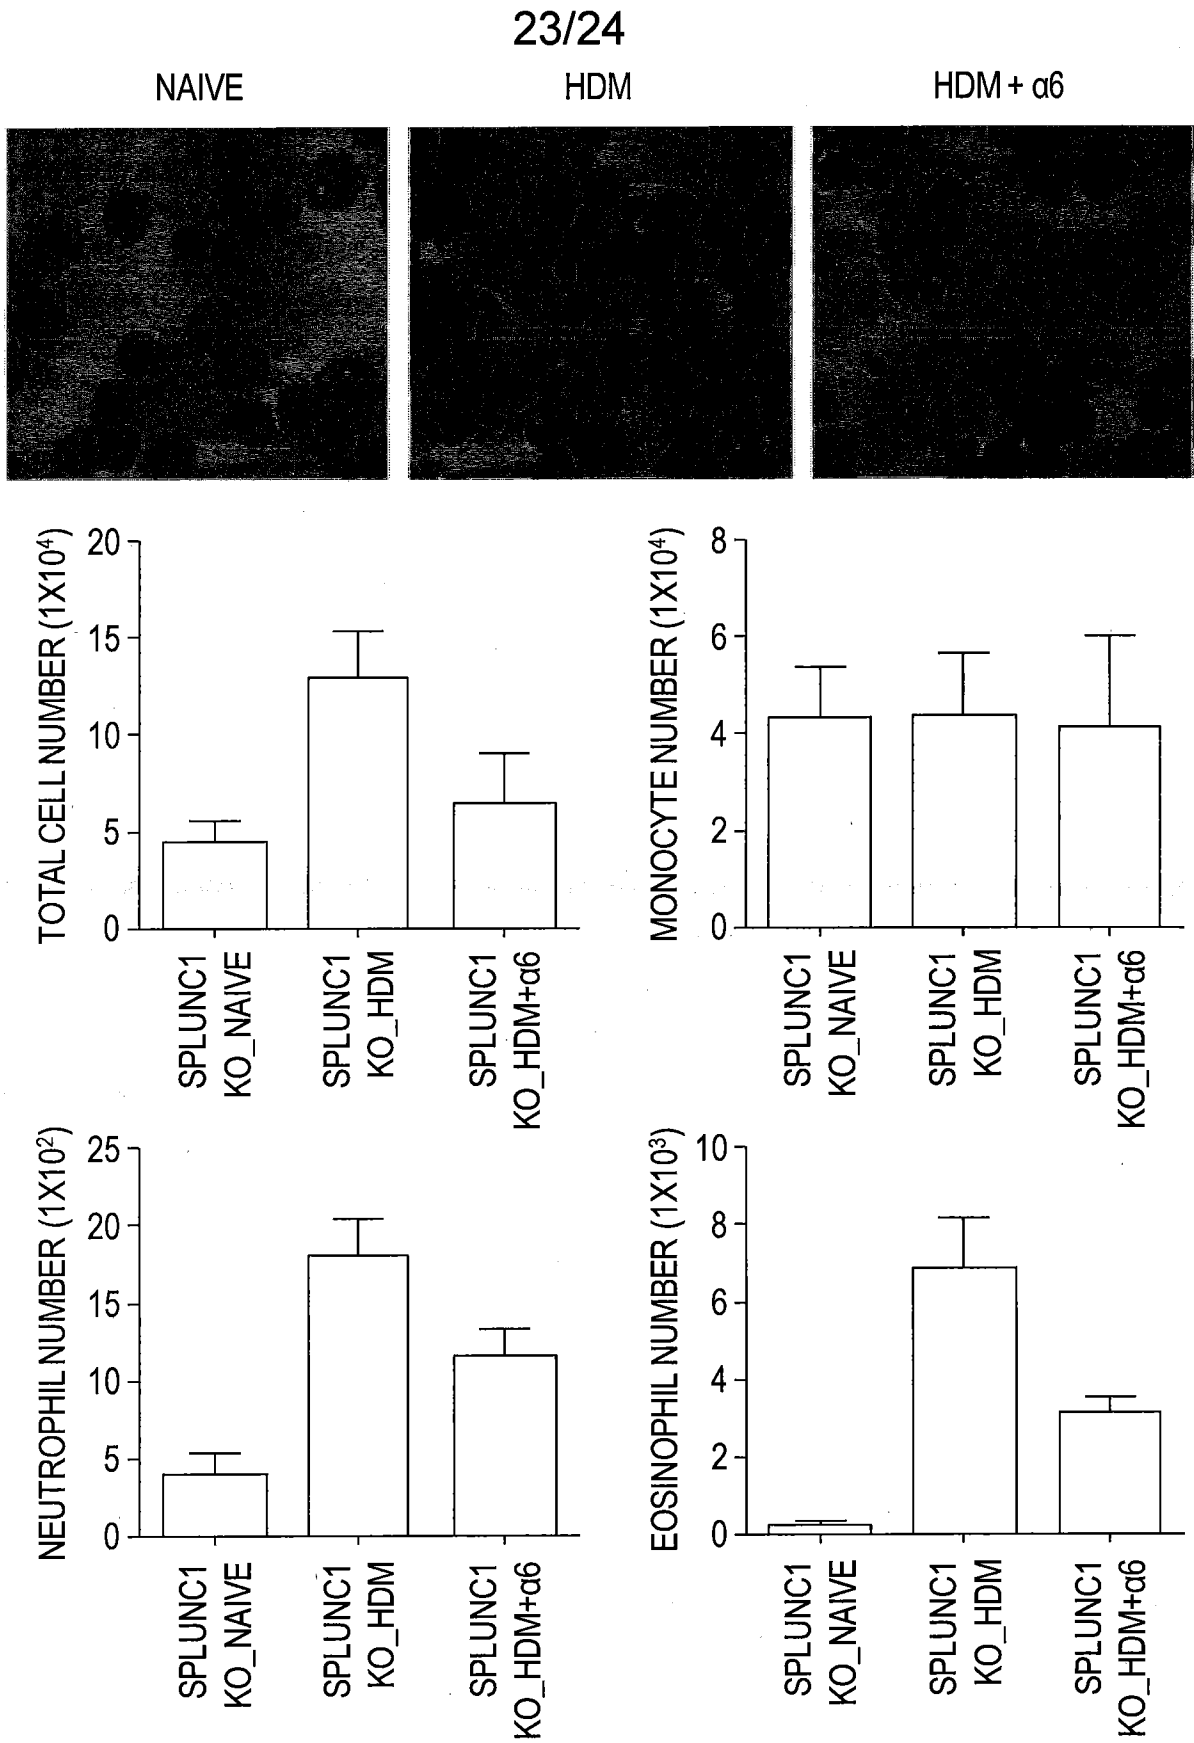 23/24
NAIVE
HDM
HDM + α6
TOTAL CELL NUMBER (1X10⁴)
20
15
10
5
0
SPLUNC1
KO_NAIVE
SPLUNC1
KO_HDM
SPLUNC1
KO_HDM+α6
MONOCYTE NUMBER (1X10⁴)
8
6
4
2
0
SPLUNC1
KO_NAIVE
SPLUNC1
KO_HDM
SPLUNC1
KO_HDM+α6
NEUTROPHIL NUMBER (1X10²)
25
20
15
10
5
0
SPLUNC1
KO_NAIVE
SPLUNC1
KO_HDM
SPLUNC1
KO_HDM+α6
EOSINOPHIL NUMBER (1X10³)
10
8
6
4
2
0
SPLUNC1
KO_NAIVE
SPLUNC1
KO_HDM
SPLUNC1
KO_HDM+α6